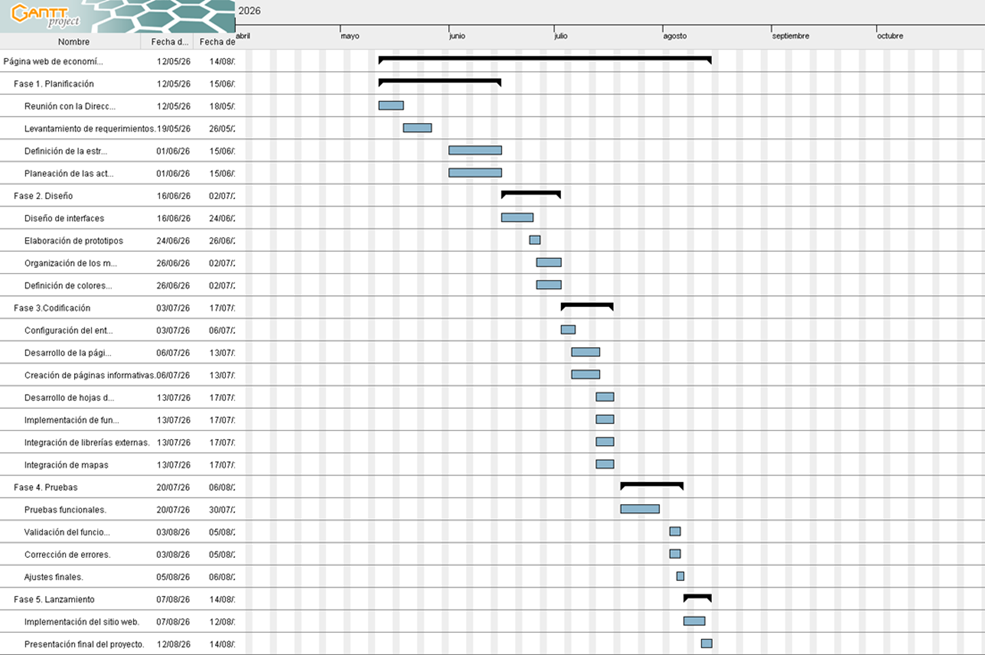 GANTT project
2026
Nombre Fecha d... Fecha de
abril mayo junio julio agosto septiembre octubre
Página web de economí... 12/05/26 14/08/
Fase 1. Planificación 12/05/26 15/06/
Reunión con la Direcc... 12/05/26 18/05/
Levantamiento de requerimientos. 19/05/26 26/05/
Definición de la estr... 01/06/26 15/06/
Planeación de las act... 01/06/26 15/06/
Fase 2. Diseño 16/06/26 02/07/
Diseño de interfaces 16/06/26 24/06/
Elaboración de prototipos 24/06/26 26/06/
Organización de los m... 26/06/26 02/07/
Definición de colores... 26/06/26 02/07/
Fase 3.Codificación 03/07/26 17/07/
Configuración del ent... 03/07/26 06/07/
Desarrollo de la pági... 06/07/26 13/07/
Creación de páginas informativas. 06/07/26 13/07/
Desarrollo de hojas d... 13/07/26 17/07/
Implementación de fun... 13/07/26 17/07/
Integración de librerías externas. 13/07/26 17/07/
Integración de mapas 13/07/26 17/07/
Fase 4. Pruebas 20/07/26 06/08/
Pruebas funcionales. 20/07/26 30/07/
Validación del funcio... 03/08/26 05/08/
Corrección de errores. 03/08/26 05/08/
Ajustes finales. 05/08/26 06/08/
Fase 5. Lanzamiento 07/08/26 14/08/
Implementación del sitio web. 07/08/26 12/08/
Presentación final del proyecto. 12/08/26 14/08/